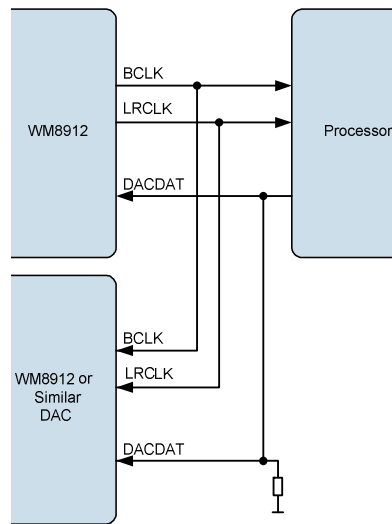 BCLK
LRCLK
WM8912
Processor
DACDAT
BCLK
LRCLK
WM8912 or
Similar
DAC
DACDAT